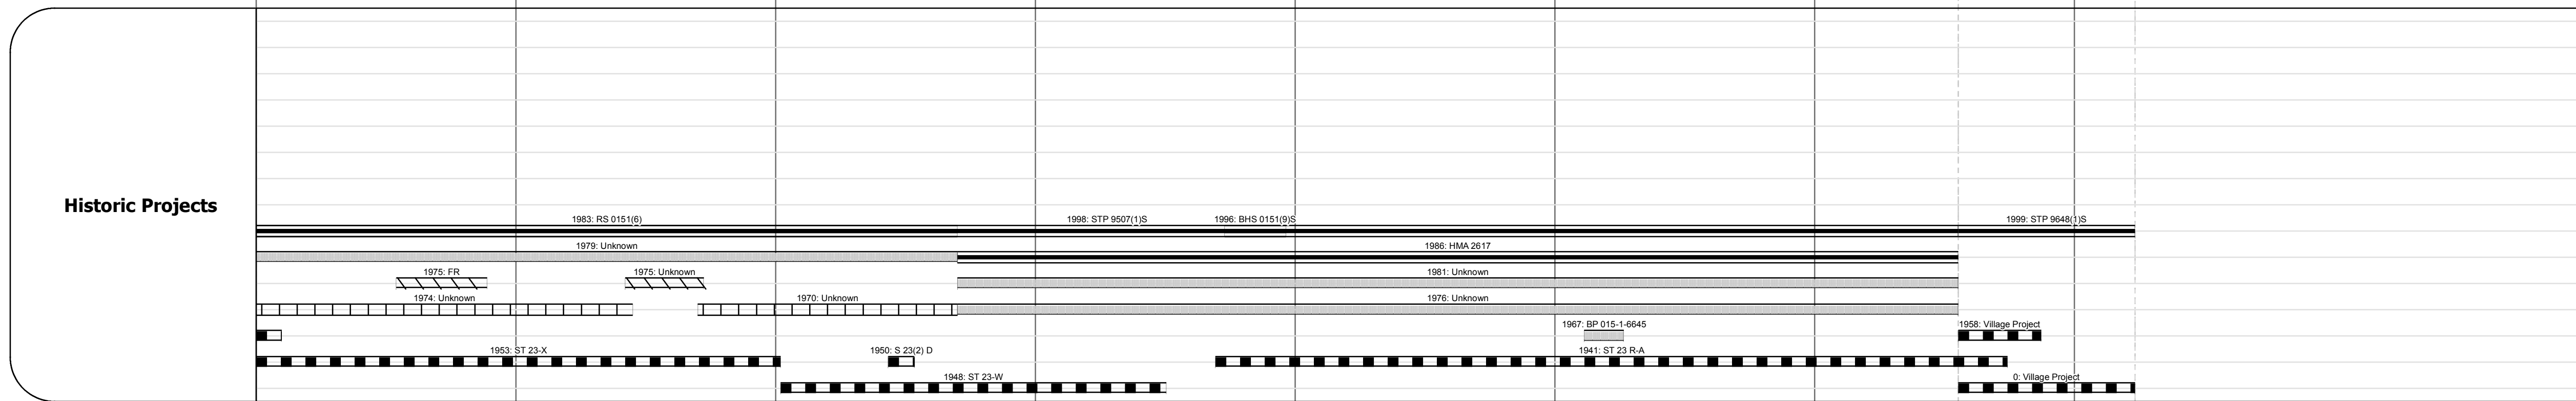 Historic Projects
1983: RS 0151(6)
1998: STP 9507(1)S
1996: BHS 0151(9)S
1999: STP 9648(1)S
1979: Unknown
1986: HMA 2617
1975: FR
1975: Unknown
1981: Unknown
1974: Unknown
1970: Unknown
1976: Unknown
1967: BP 015-1-6645
1958: Village Project
1953: ST 23-X
1950: S 23(2) D
1941: ST 23 R-A
1948: ST 23-W
0: Village Project